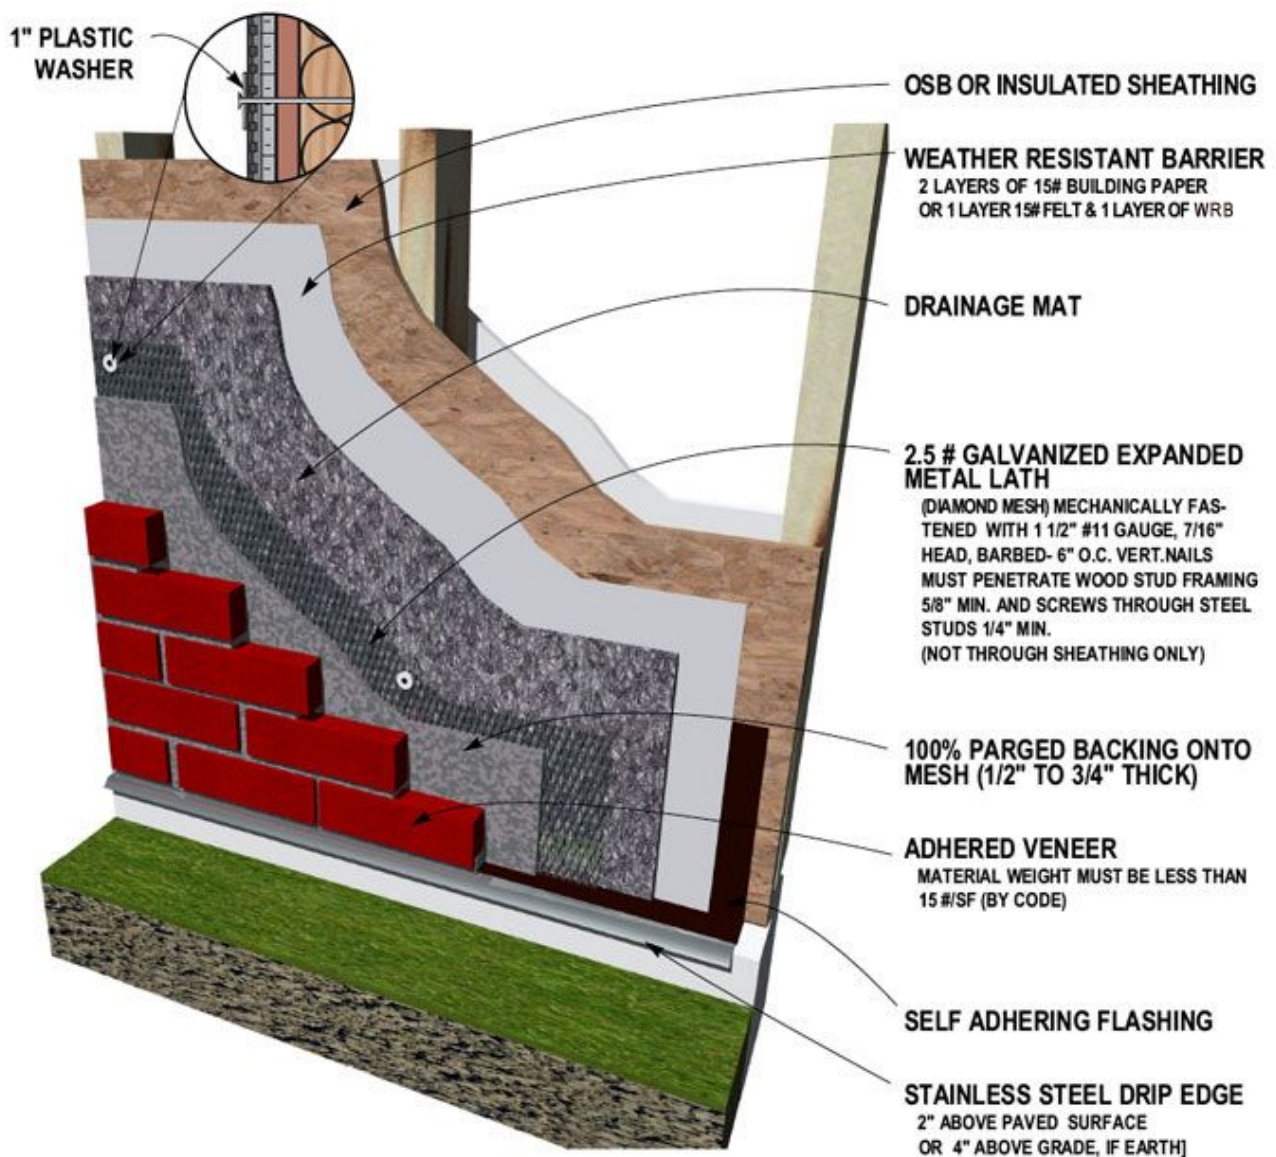 1" PLASTIC
WASHER
OSB OR INSULATED SHEATHING
WEATHER RESISTANT BARRIER
2 LAYERS OF 15# BUILDING PAPER
OR 1 LAYER 15# FELT & 1 LAYER OF WRB
DRAINAGE MAT
2.5 # GALVANIZED EXPANDED
METAL LATH
(DIAMOND MESH) MECHANICALLY FAS-
TENED WITH 1 1/2" #11 GAUGE, 7/16"
HEAD, BARBED- 6" O.C. VERT.NAILS
MUST PENETRATE WOOD STUD FRAMING
5/8" MIN. AND SCREWS THROUGH STEEL
STUDS 1/4" MIN.
(NOT THROUGH SHEATHING ONLY)
100% PARGED BACKING ONTO
MESH (1/2" TO 3/4" THICK)
ADHERED VENEER
MATERIAL WEIGHT MUST BE LESS THAN
15 #/SF (BY CODE)
SELF ADHERING FLASHING
STAINLESS STEEL DRIP EDGE
2" ABOVE PAVED SURFACE
OR 4" ABOVE GRADE, IF EARTH]